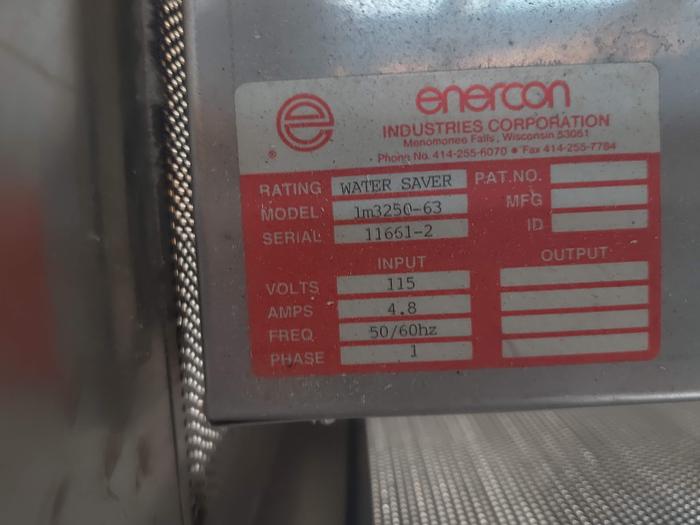 enercon
INDUSTRIES CORPORATION
Menomonee Falls, Wisconsin 53051
Phone No. 414-255-6070 • Fax 414-255-7784
e ®
RATING WATER SAVER PAT.NO.
MODEL 1m3250-63 MFG
SERIAL 11661-2 ID
INPUT OUTPUT
VOLTS 115
AMPS 4.8
FREQ 50/60hz
PHASE 1